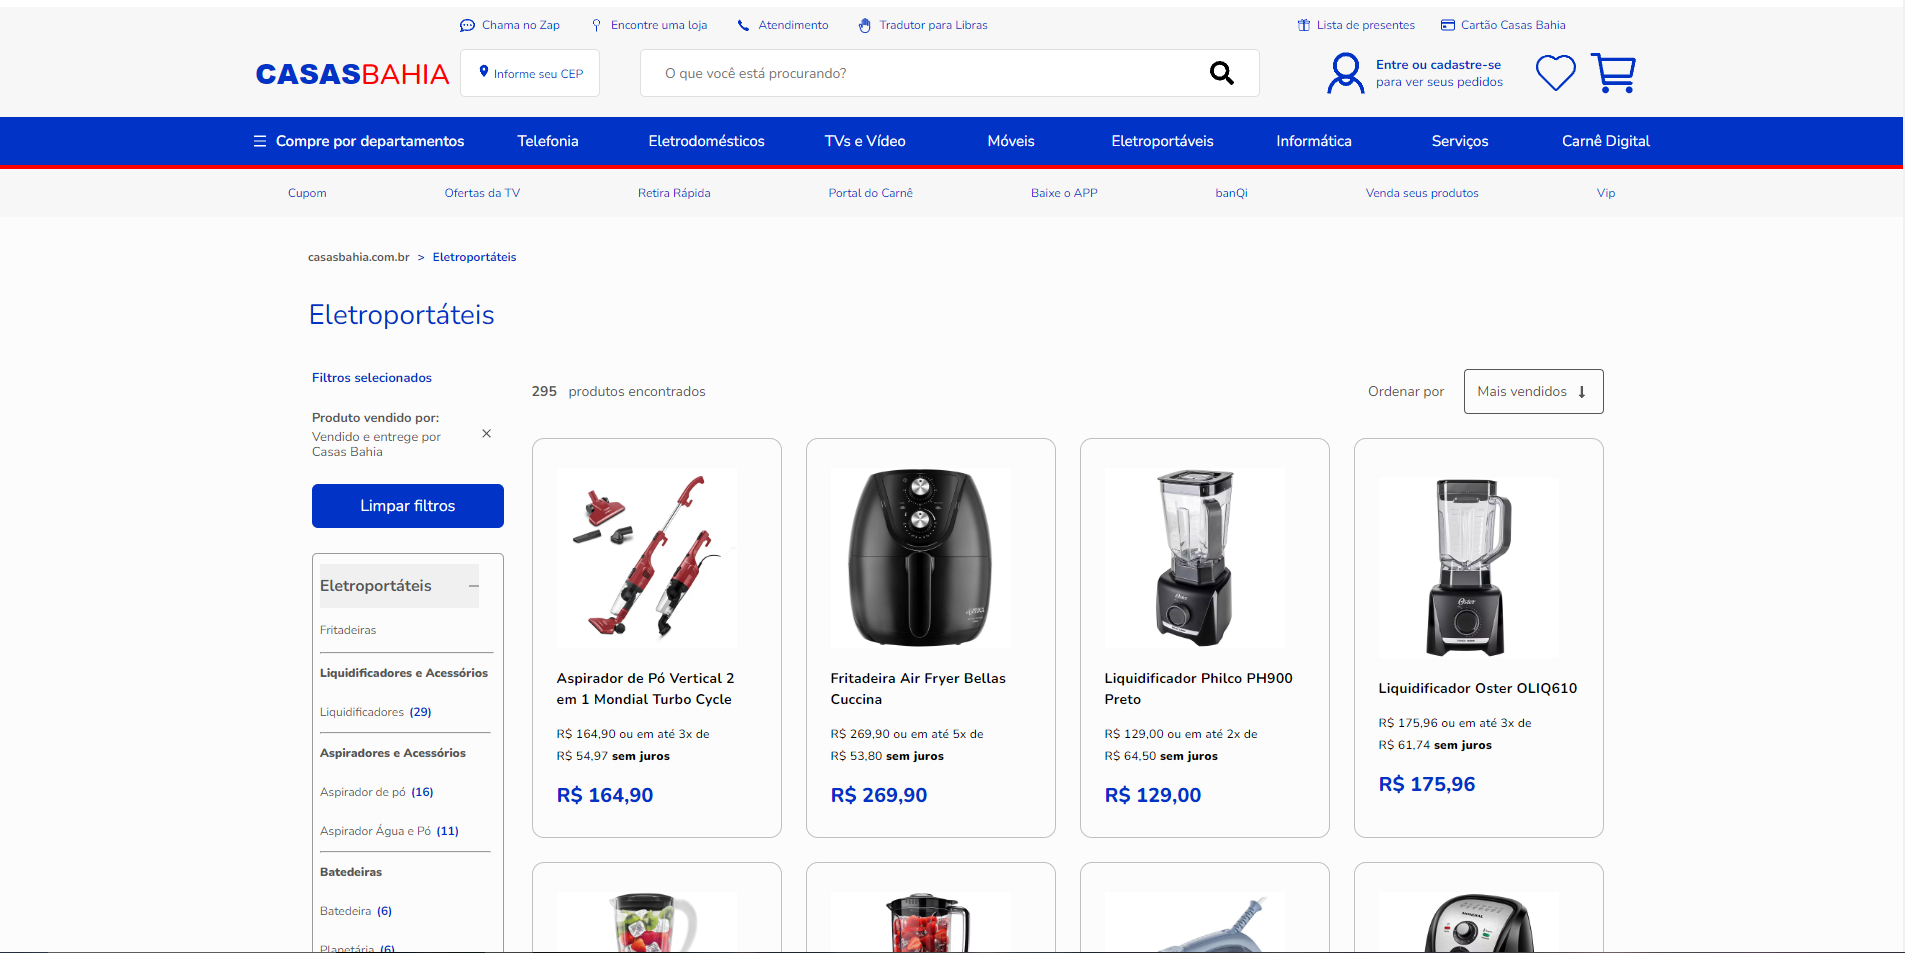 Chama no Zap
Encontre uma loja
Atendimento
Tradutor para Libras
Lista de presentes
Cartão Casas Bahia
CASASBAHIA
Informe seu CEP
O que você está procurando?
Entre ou cadastre-se
para ver seus pedidos
Compre por departamentos
Telefonia
Eletrodomésticos
TVs e Vídeo
Móveis
Eletroportáveis
Informática
Serviços
Carnê Digital
Cupom
Ofertas da TV
Retira Rápida
Portal do Carnê
Baixe o APP
banQi
Venda seus produtos
Vip
casasbahia.com.br > Eletroportáteis
Eletroportáteis
Filtros selecionados
Produto vendido por:
Vendido e entrege por
Casas Bahia
Limpar filtros
Eletroportáteis
Fritadeiras
Liquidificadores e Acessórios
Liquidificadores (29)
Aspiradores e Acessórios
Aspirador de pó (16)
Aspirador Água e Pó (11)
Batedeiras
Batedeira (6)
Planetária (6)
295 produtos encontrados
Ordenar por
Mais vendidos
Aspirador de Pó Vertical 2
em 1 Mondial Turbo Cycle
R$ 164,90 ou em até 3x de
R$ 54,97 sem juros
R$ 164,90
Fritadeira Air Fryer Bellas
Cuccina
R$ 269,90 ou em até 5x de
R$ 53,80 sem juros
R$ 269,90
Oster
Liquidificador Philco PH900
Preto
R$ 129,00 ou em até 2x de
R$ 64,50 sem juros
R$ 129,00
Oster
Liquidificador Oster OLIQ610
R$ 175,96 ou em até 3x de
R$ 61,74 sem juros
R$ 175,96
MONDIAL